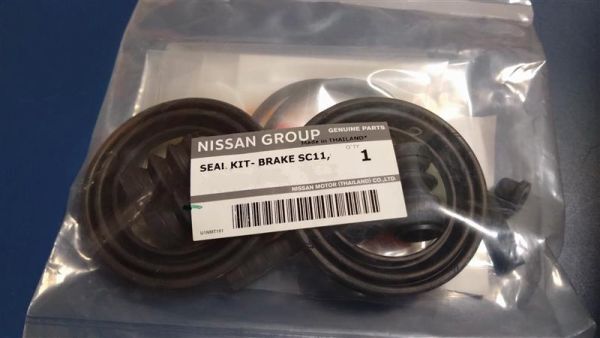 NISSAN GROUP GENUINE PARTS
Made in THAILAND*
Q'TY
SEAL KIT- BRAKE SC11, 1
NISSAN MOTOR (THAILAND) CO.,LTD.